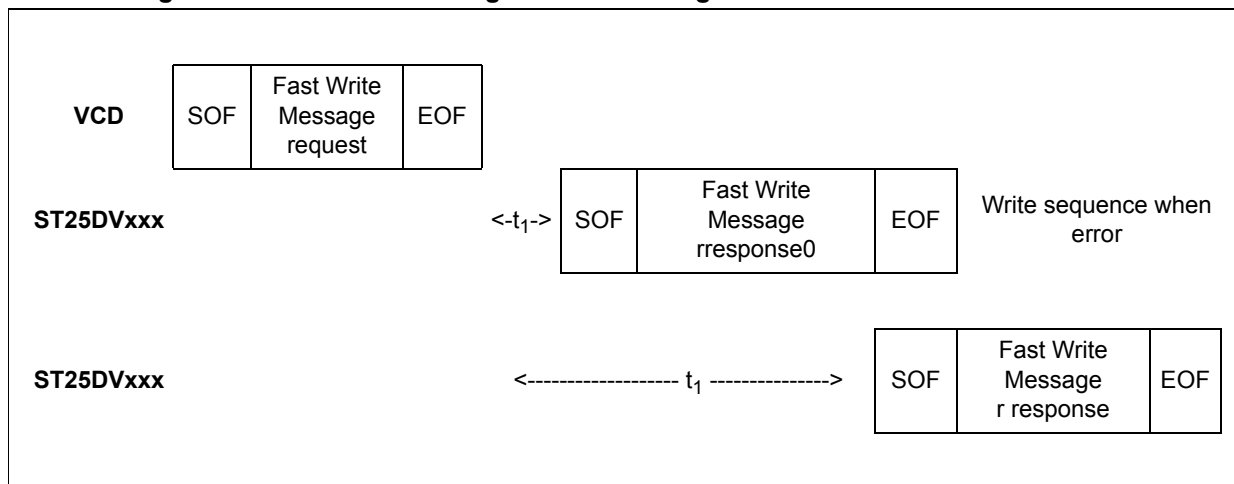 VCD
SOF
Fast Write
Message
request
EOF
ST25DVxxx
<-t1->
SOF
Fast Write
Message
rresponse0
EOF
Write sequence when
error
ST25DVxxx
<------------------- t1 --------------->
SOF
Fast Write
Message
r response
EOF